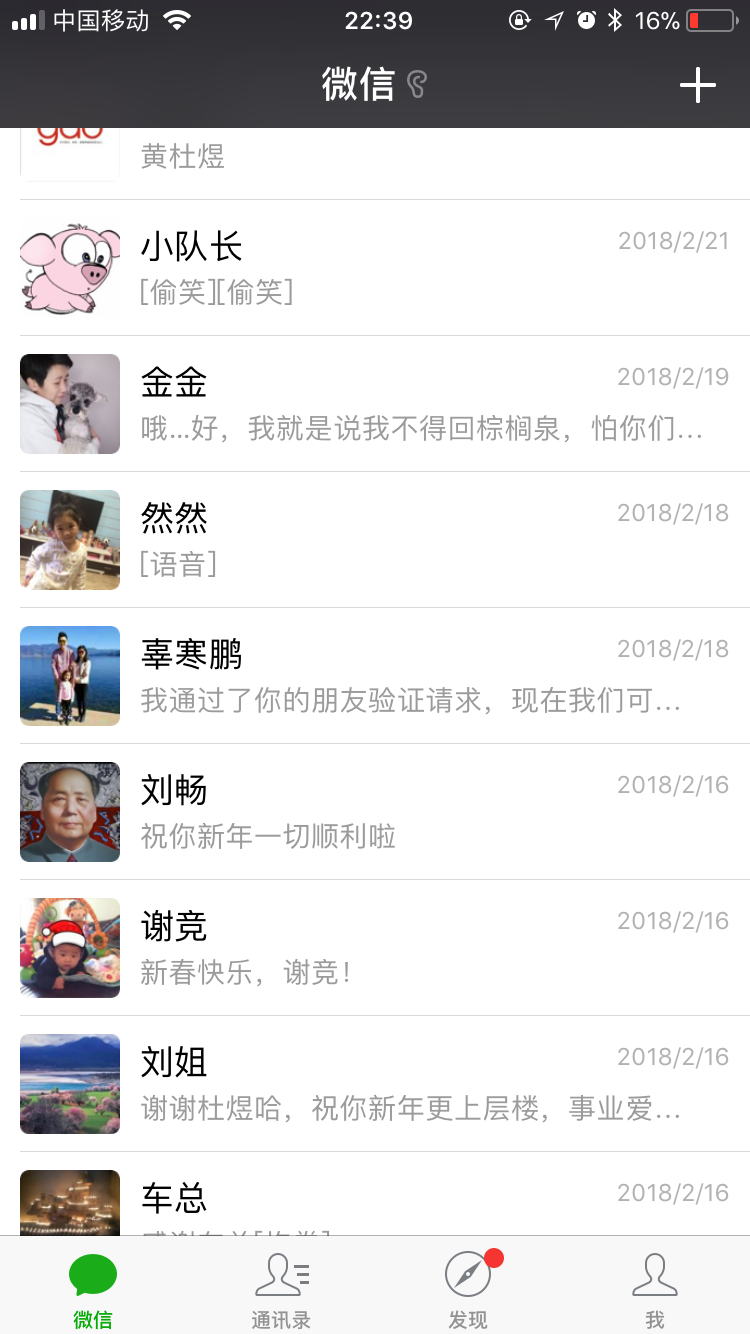 中国移动 22:39 16%
微信
黄杜煜
小队长 2018/2/21
[偷笑][偷笑]
金金 2018/2/19
哦...好，我就是说我不得回棕榈泉，怕你们...
然然 2018/2/18
[语音]
辜寒鹏 2018/2/18
我通过了你的朋友验证请求，现在我们可...
刘畅 2018/2/16
祝你新年一切顺利啦
谢竞 2018/2/16
新春快乐，谢竞！
刘姐 2018/2/16
谢谢杜煜哈，祝你新年更上层楼，事业爱...
车总 2018/2/16
微信 通讯录 发现 我